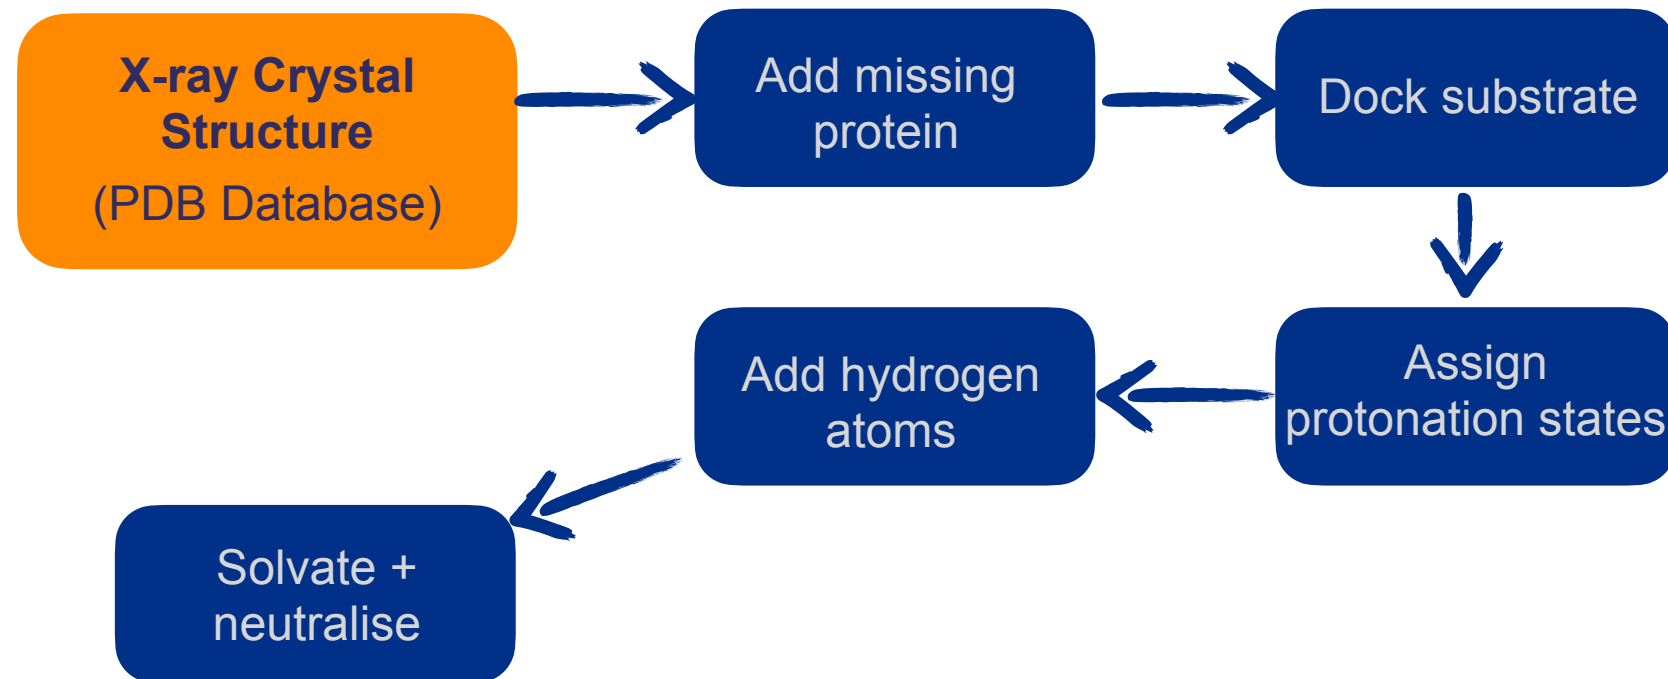 X-ray Crystal
Structure
(PDB Database)
Add missing
protein
Dock substrate
Assign
protonation states
Add hydrogen
atoms
Solvate +
neutralise